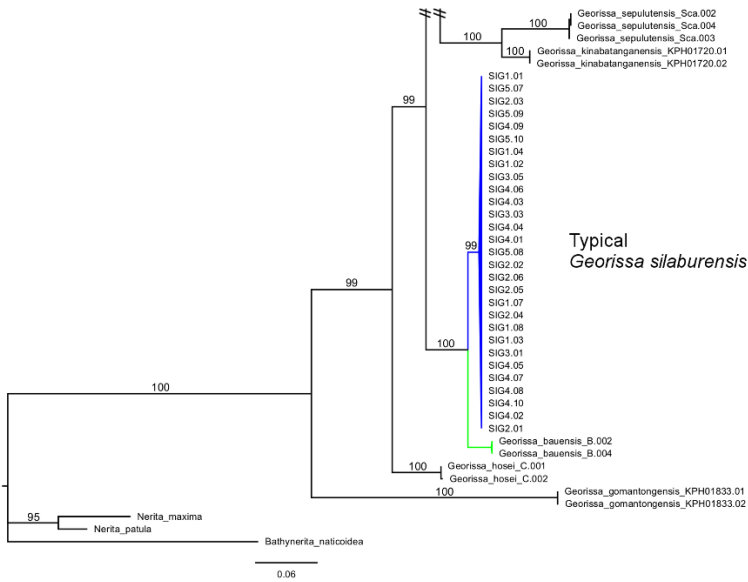 Georissa_sepulutensis_Sca.002
100
Georissa_sepulutensis_Sca.004
100
Georissa_sepulutensis_Sca.003
100
Georissa_kinabatanganensis_KPH01720.01
Georissa_kinabatanganensis_KPH01720.02
SIG1.01
SIG5.07
99
SIG2.03
SIG5.09
SIG4.09
SIG5.10
SIG1.04
SIG1.02
SIG3.05
SIG4.06
SIG4.03
SIG3.03
SIG4.04
SIG4.01
Typical
99
SIG5.08
Georissa silaburensis
SIG2.02
SIG2.06
99
SIG2.05
SIG1.07
SIG2.04
SIG1.08
SIG1.03
100
SIG3.01
SIG4.05
SIG4.07
100
SIG4.08
SIG4.10
SIG4.02
SIG2.01
Georissa_bauensis_B.002
Georissa_bauensis_B.004
100
Georissa_hosei_C.001
Georissa_hosei_C.002
100
Georissa_gomantongensis_KPH01833.01
Georissa_gomantongensis_KPH01833.02
95
Nerita_maxima
Nerita_patula
Bathynerita_naticoidea
0.06